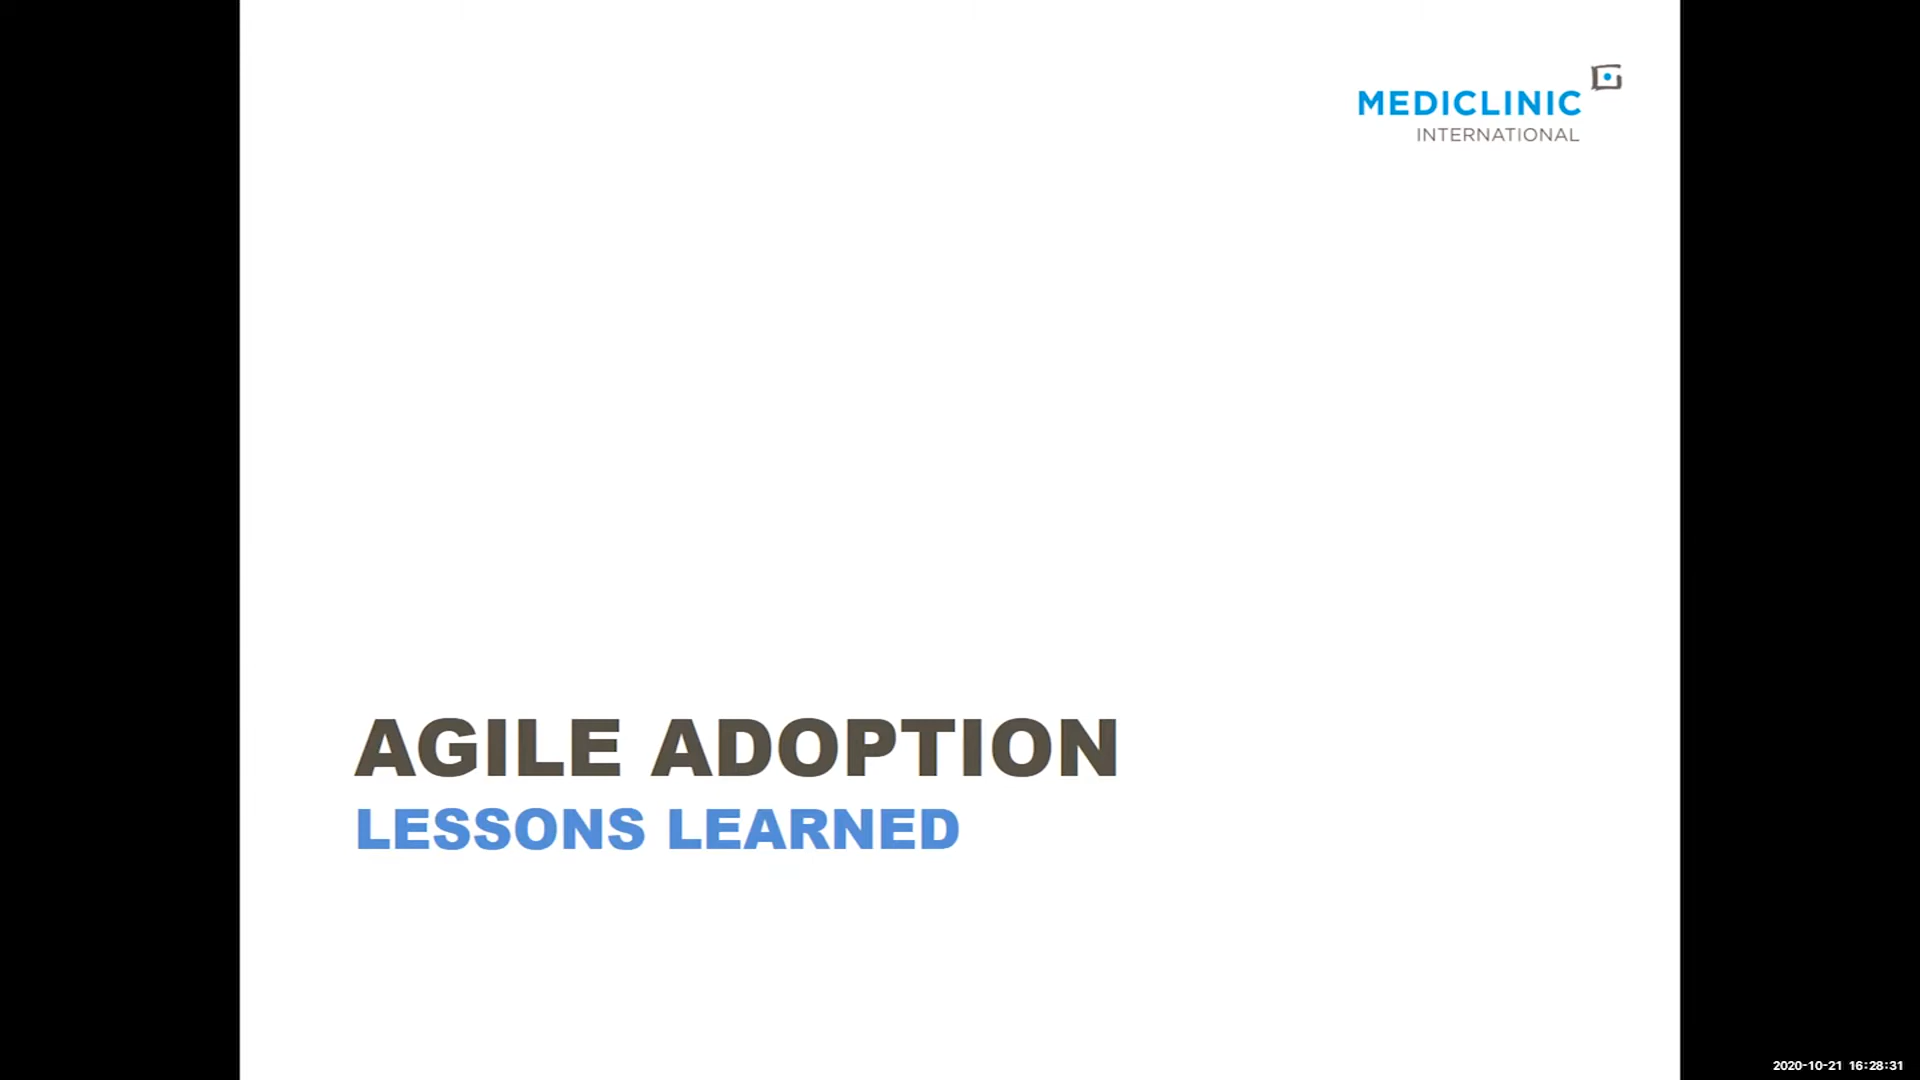 MEDICLINIC
INTERNATIONAL
AGILE ADOPTION
LESSONS LEARNED
2020-10-21 16:28:31